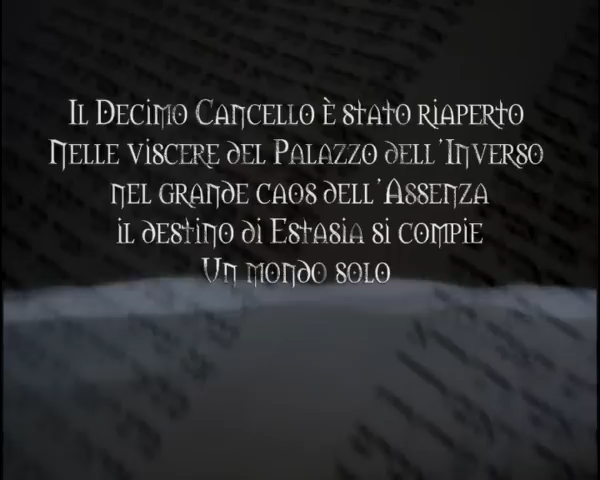 Il Decimo Cancello è stato riaperto
Nelle viscere del Palazzo dell'Inverso
nel grande caos dell'Assenza
il destino di Estasia si compie
Un mondo solo